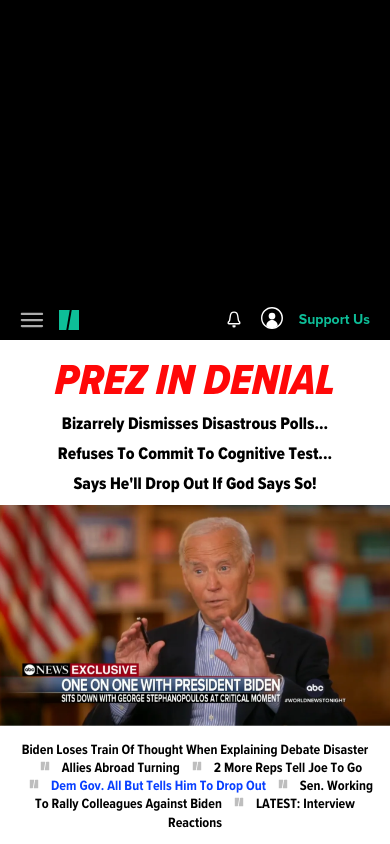 Support Us
PREZ IN DENIAL
Bizarrely Dismisses Disastrous Polls...
Refuses To Commit To Cognitive Test...
Says He'll Drop Out If God Says So!
abc NEWS EXCLUSIVE
ONE ON ONE WITH PRESIDENT BIDEN
SITS DOWN WITH GEORGE STEPHANOPOULOS AT CRITICAL MOMENT
abc
#WORLDNEWSTONIGHT
Biden Loses Train Of Thought When Explaining Debate Disaster
Allies Abroad Turning 2 More Reps Tell Joe To Go
Dem Gov. All But Tells Him To Drop Out Sen. Working
To Rally Colleagues Against Biden LATEST: Interview
Reactions